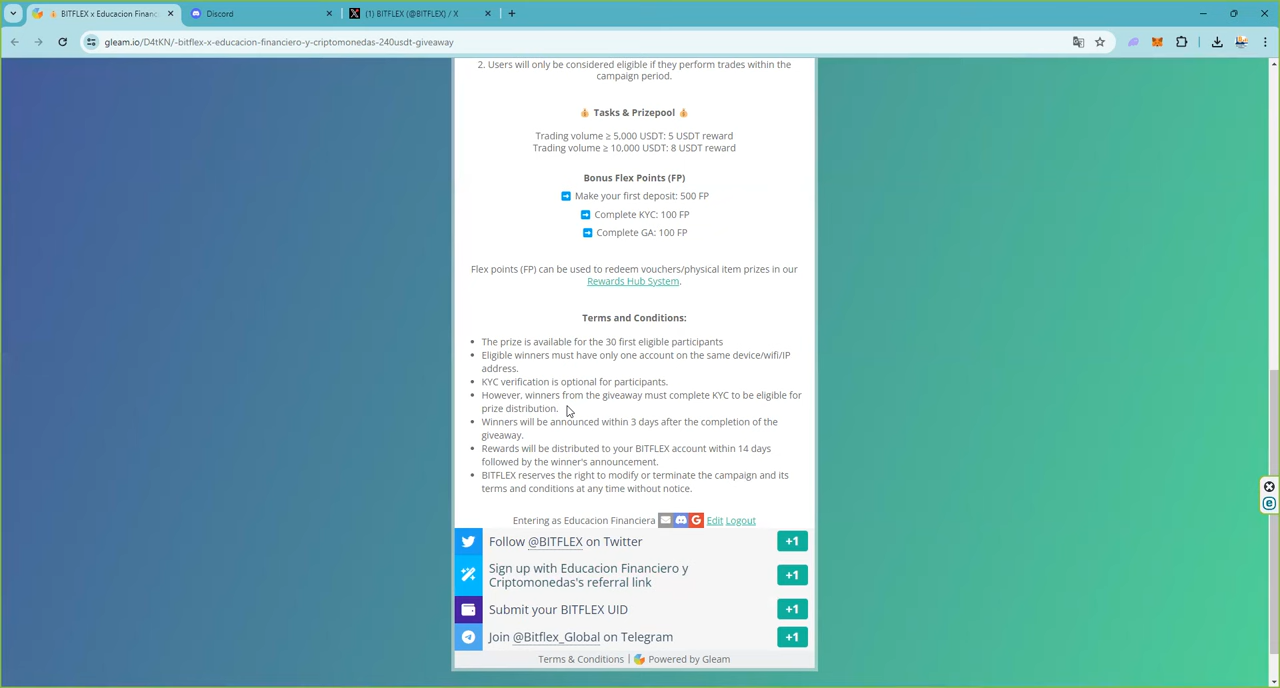 BITFLEX x Educacion Financ
Discord
(1) BITFLEX (@BITFLEX) / X
gleam.io/D4tKN/-bitflex-x-educacion-financiero-y-criptomonedas-240usdt-giveaway
2. Users will only be considered eligible if they perform trades within the
campaign period.
Tasks & Prizepool
Trading volume ≥ 5,000 USDT: 5 USDT reward
Trading volume ≥ 10,000 USDT: 8 USDT reward
Bonus Flex Points (FP)
Make your first deposit: 500 FP
Complete KYC: 100 FP
Complete GA: 100 FP
Flex points (FP) can be used to redeem vouchers/physical item prizes in our
Rewards Hub System.
Terms and Conditions:
• The prize is available for the 30 first eligible participants
• Eligible winners must have only one account on the same device/wifi/IP
address.
• KYC verification is optional for participants.
• However, winners from the giveaway must complete KYC to be eligible for
prize distribution.
• Winners will be announced within 3 days after the completion of the
giveaway.
• Rewards will be distributed to your BITFLEX account within 14 days
followed by the winner's announcement.
• BITFLEX reserves the right to modify or terminate the campaign and its
terms and conditions at any time without notice.
Entering as Educacion Financiera G Edit Logout
Follow @BITFLEX on Twitter +1
Sign up with Educacion Financiero y
Criptomonedas's referral link +1
Submit your BITFLEX UID +1
Join @Bitflex_Global on Telegram +1
Terms & Conditions | Powered by Gleam